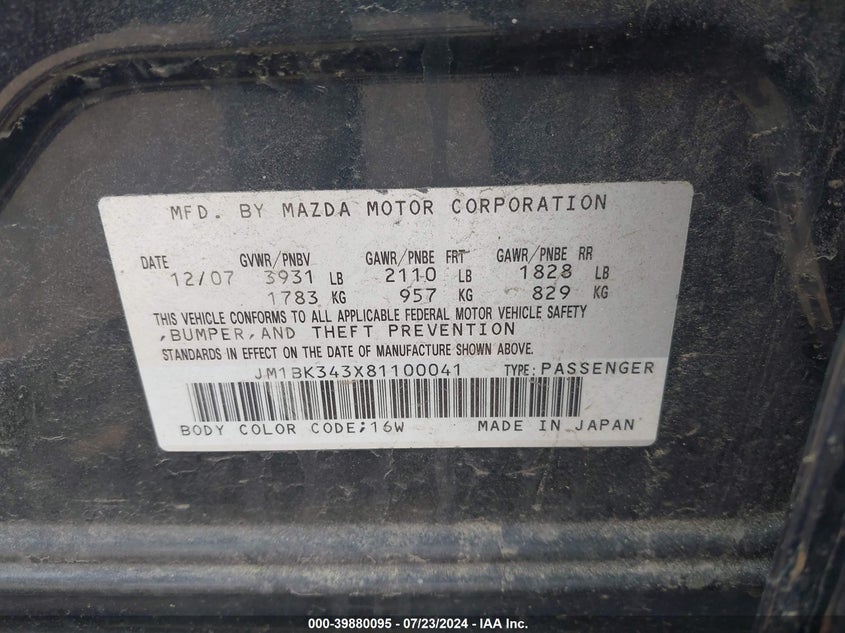 MFD. BY MAZDA MOTOR CORPORATION
DATE GVWR/PNBV GAWR/PNBE FRT GAWR/PNBE RR
12/07 3931 LB 2110 LB 1828 LB
1783 KG 957 KG 829 KG
THIS VEHICLE CONFORMS TO ALL APPLICABLE FEDERAL MOTOR VEHICLE SAFETY
,BUMPER,AND THEFT PREVENTION
STANDARDS IN EFFECT ON THE DATE OF MANUFACTURE SHOWN ABOVE.
JM1BK343X81100041 TYPE:PASSENGER
BODY COLOR CODE;16W MADE IN JAPAN
000-39880095 - 07/23/2024 - IAA Inc.